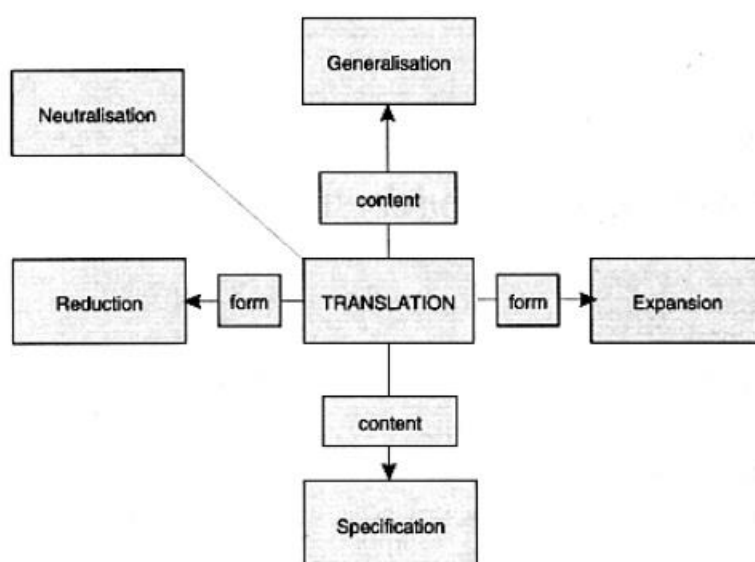 Generalisation
Neutralisation
content
Reduction
form
TRANSLATION
form
Expansion
content
Specification